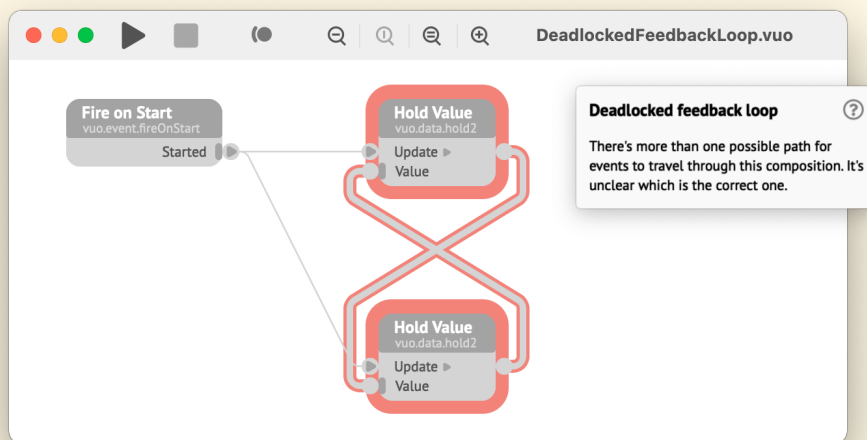 DeadlockedFeedbackLoop.vuo
Fire on Start
vuo.event.fireOnStart
Started
Hold Value
vuo.data.hold2
Update
Value
Deadlocked feedback loop
?
There's more than one possible path for
events to travel through this composition. It's
unclear which is the correct one.
Hold Value
vuo.data.hold2
Update
Value